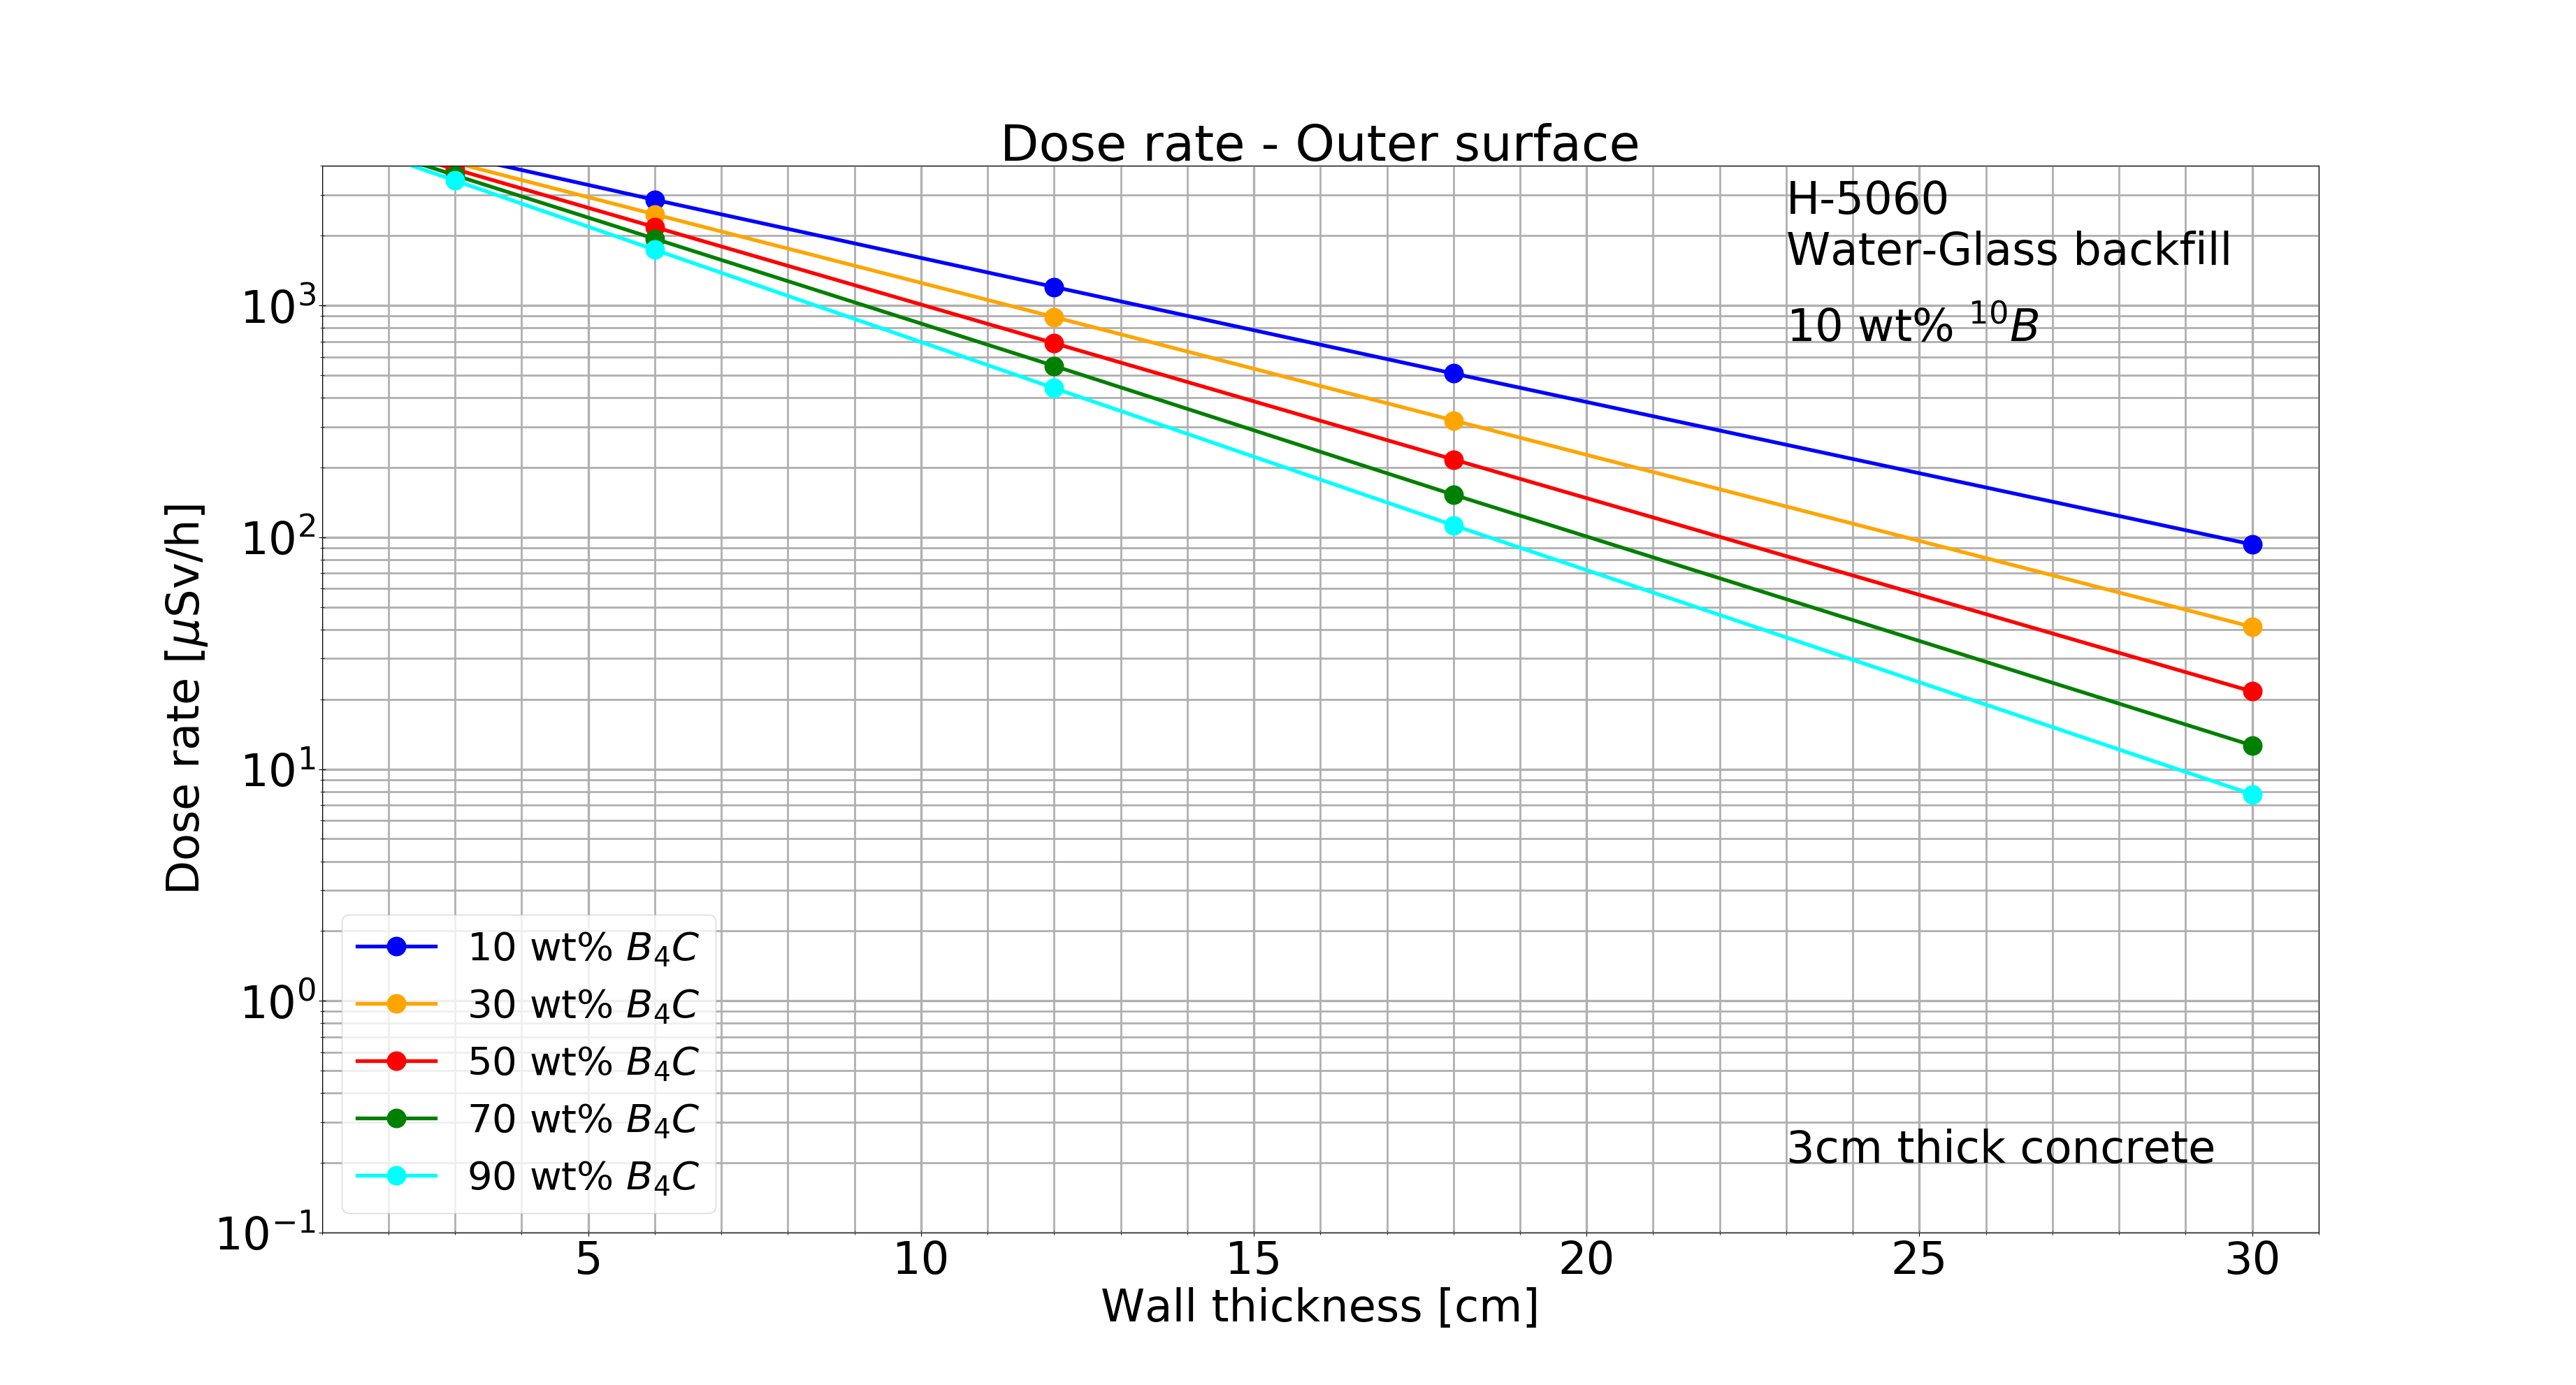 Dose rate - Outer surface
H-5060
Water-Glass backfill
10 wt% ¹⁰B
Dose rate [μSv/h]
10³
10²
10¹
10⁰
10⁻¹
10 wt% B₄C
30 wt% B₄C
50 wt% B₄C
70 wt% B₄C
90 wt% B₄C
3cm thick concrete
5 10 15 20 25 30
Wall thickness [cm]